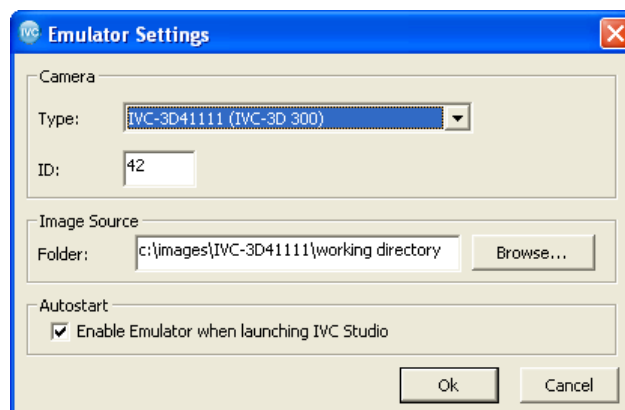 IVC Emulator Settings
Camera
Type: IVC-3D41111 (IVC-3D 300)
ID: 42
Image Source
Folder: c:\images\IVC-3D41111\working directory Browse...
Autostart
Enable Emulator when launching IVC Studio
Ok Cancel